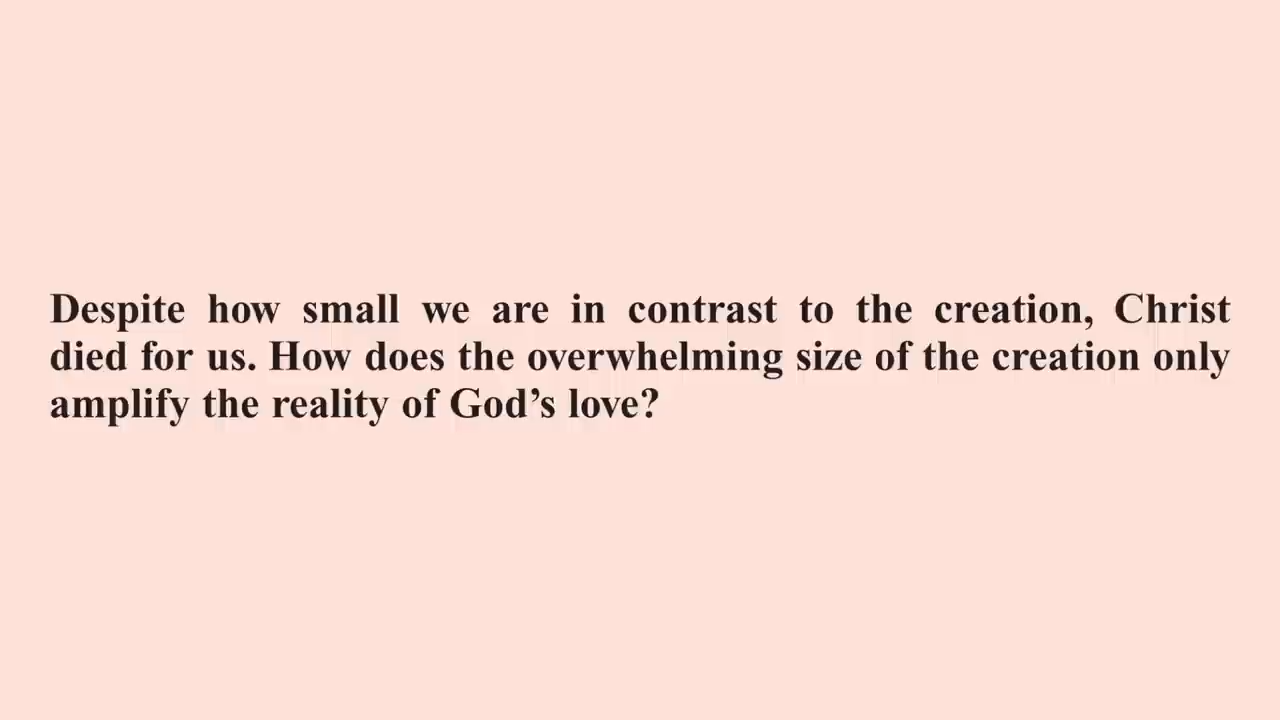 Despite how small we are in contrast to the creation, Christ
died for us. How does the overwhelming size of the creation only
amplify the reality of God’s love?